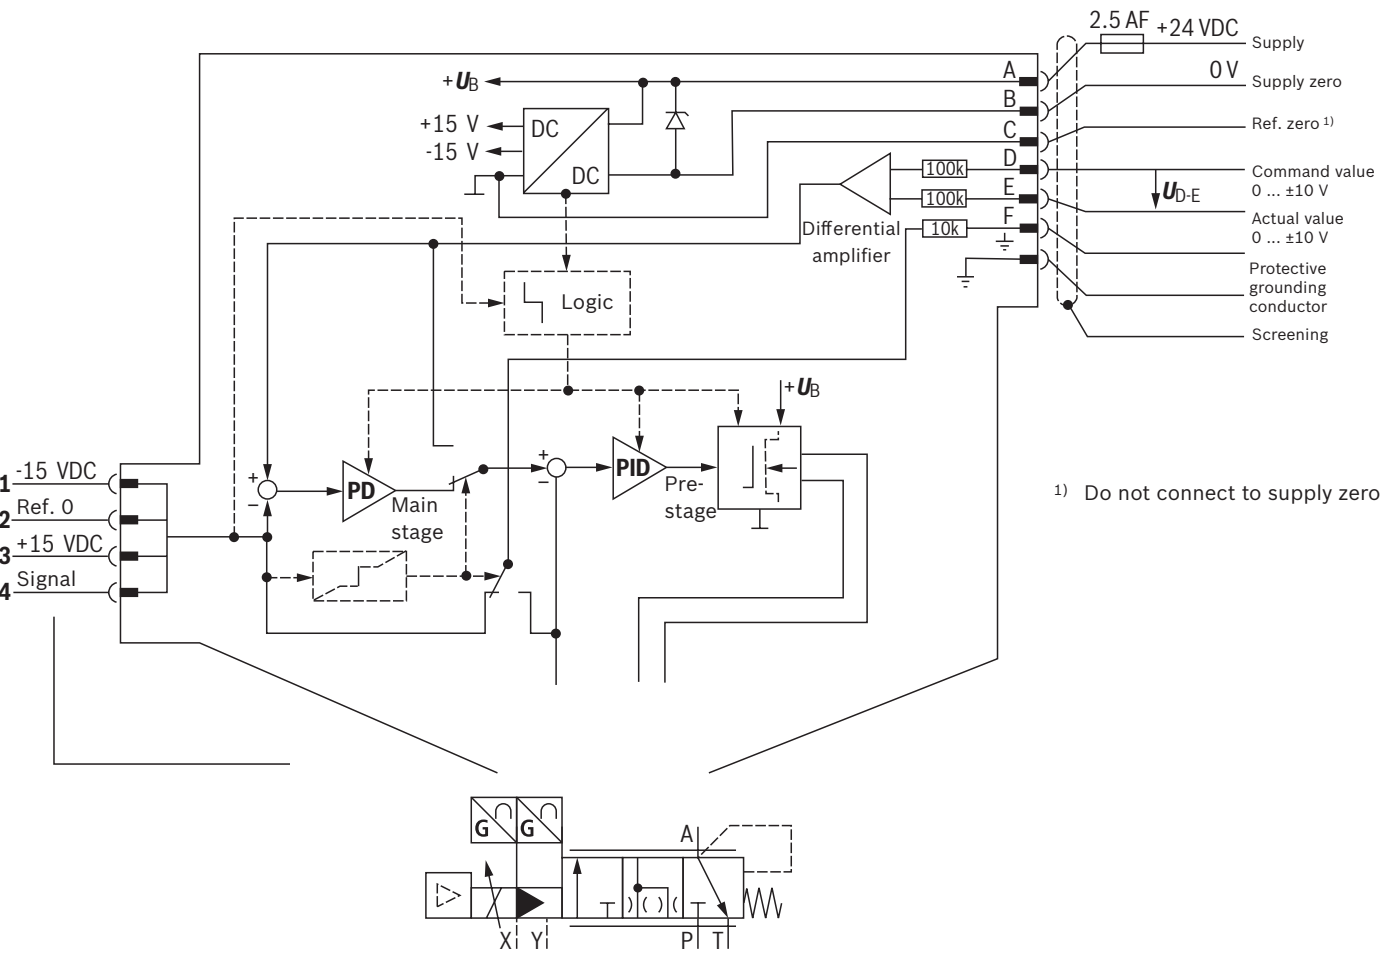 2.5 AF
+24 VDC
Supply
A
+UB
0 V
Supply zero
B
+15 V
DC
C
Ref. zero 1)
-15 V
DC
D
100k
Command value
0 ... ±10 V
E
100k
UD-E
F
10k
Differential
amplifier
Actual value
0 ... ±10 V
Protective
grounding
conductor
Logic
Screening
+UB
1 -15 VDC
+
−
PD
Main
stage
+
−
PID
Pre-
stage
1) Do not connect to supply zero
2 Ref. 0
3 +15 VDC
4 Signal
G
G
A
X
Y
P
T